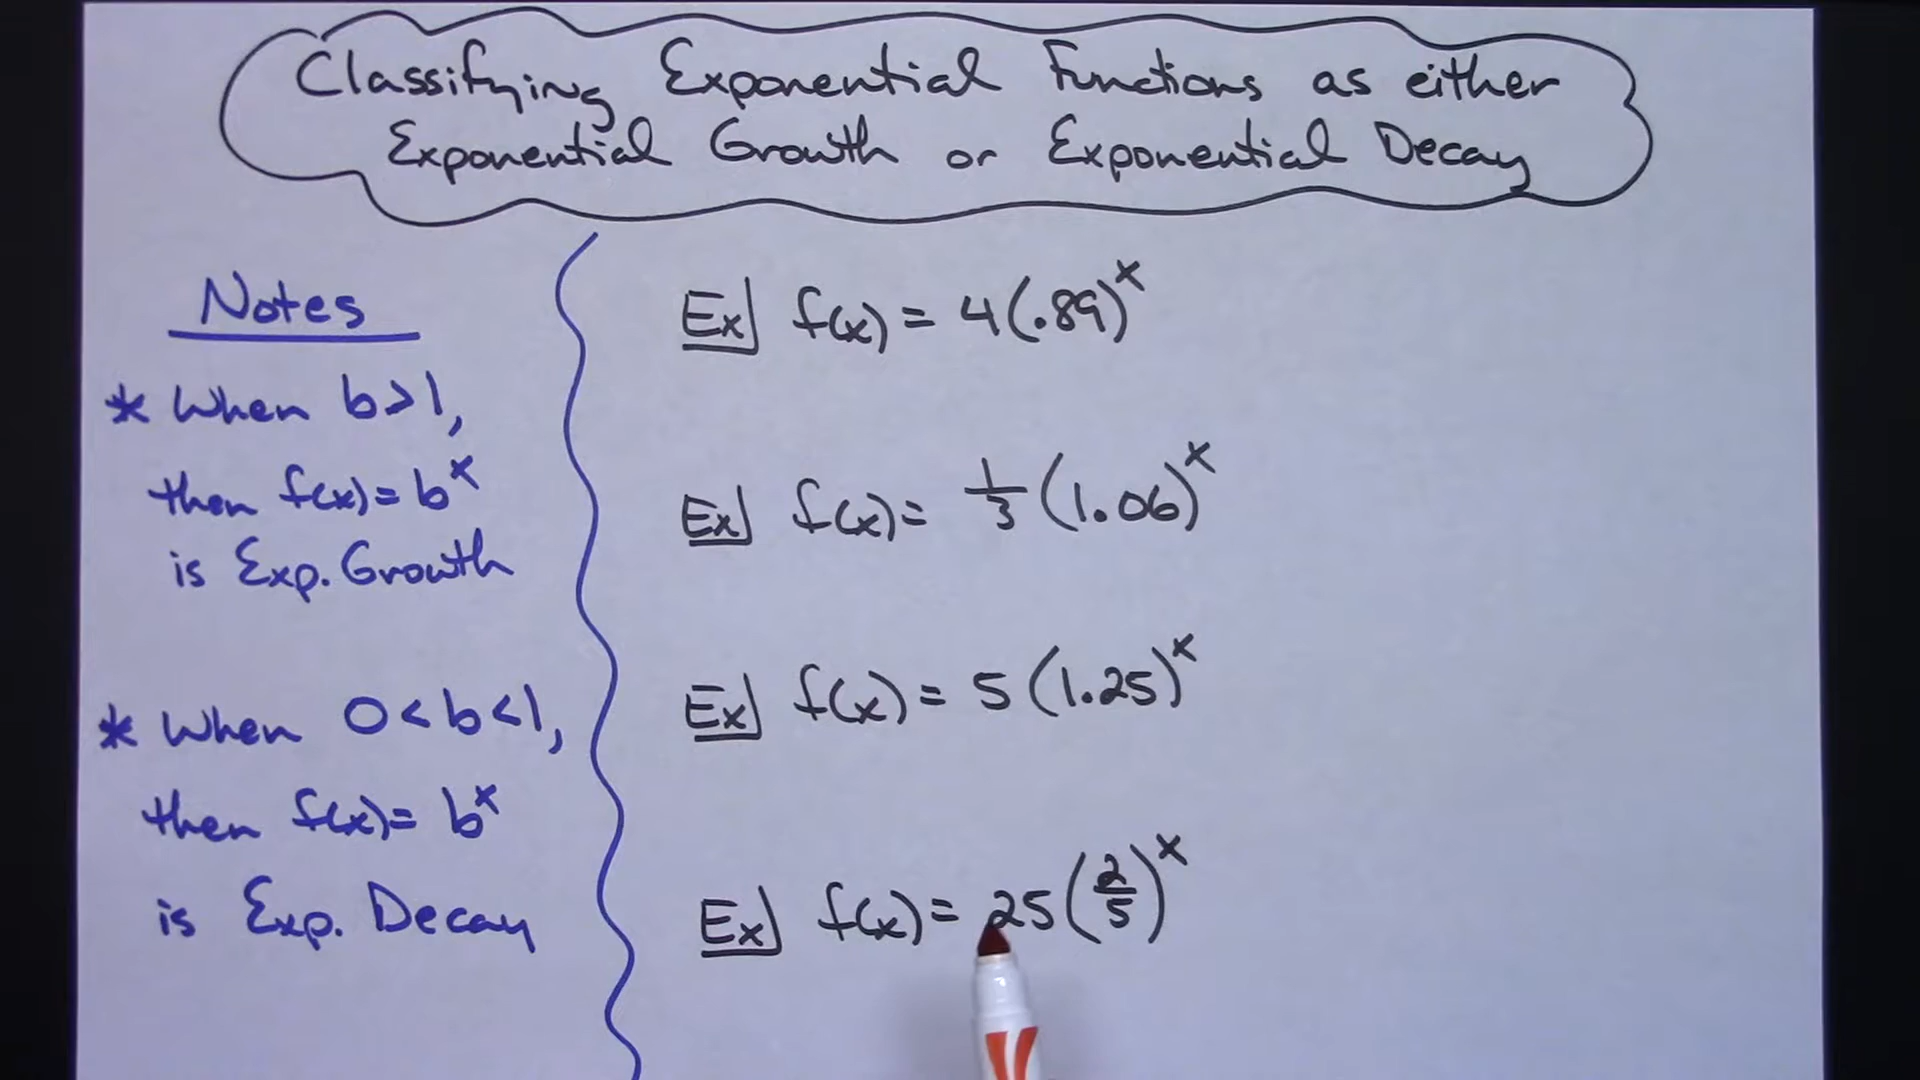 Classifying Exponential Functions as either
Exponential Growth or Exponential Decay
Notes
* When b>1,
then f(x)= b^x
is Exp. Growth
* When 0<b<1,
then f(x)= b^x
is Exp. Decay
Ex] f(x) = 4(.89)^x
Ex] f(x)= 1/3 (1.06)^x
Ex] f(x) = 5 (1.25)^x
Ex] f(x)= 25 (2/5)^x